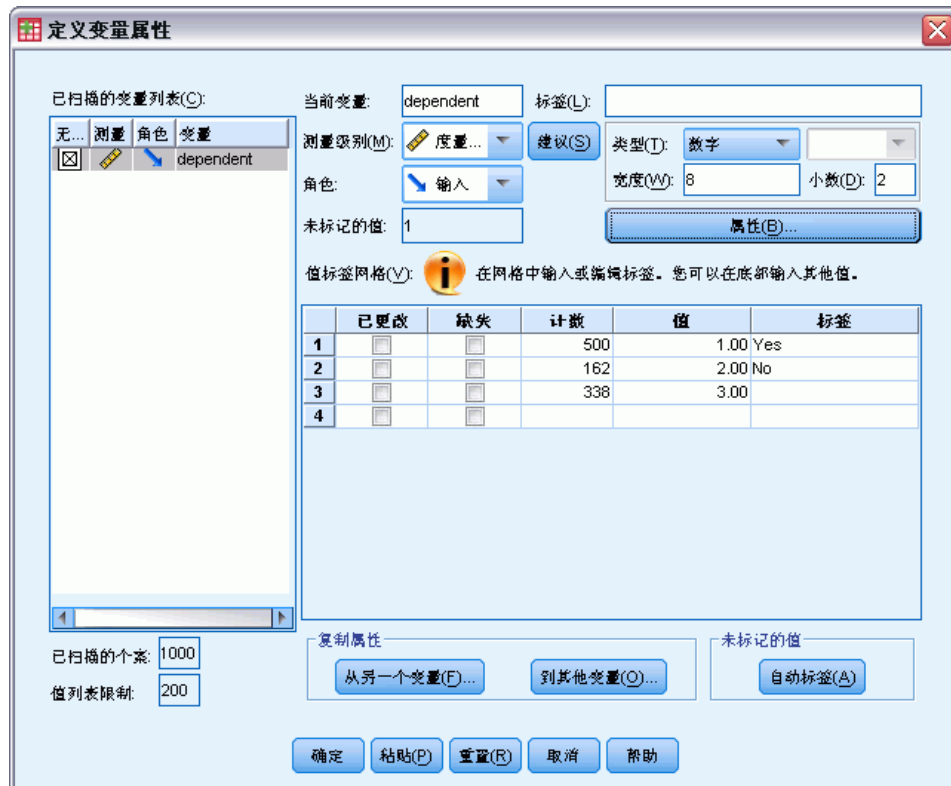 定义变量属性
已扫描的变量列表(C):
无... 测量 角色 变量
dependent
当前变量: dependent 标签(L):
测量级别(M): 度量... 建议(S) 类型(T): 数字
角色: 输入 宽度(W): 8 小数(D): 2
未标记的值: 1 属性(B)...
值标签网格(V): i 在网格中输入或编辑标签。您可以在底部输入其他值。
已更改 缺失 计数 值 标签
1 500 1.00 Yes
2 162 2.00 No
3 338 3.00
4
已扫描的个案: 1000
值列表限制: 200
复制属性
从另一个变量(F)... 到其他变量(O)...
未标记的值
自动标签(A)
确定 粘贴(P) 重置(R) 取消 帮助